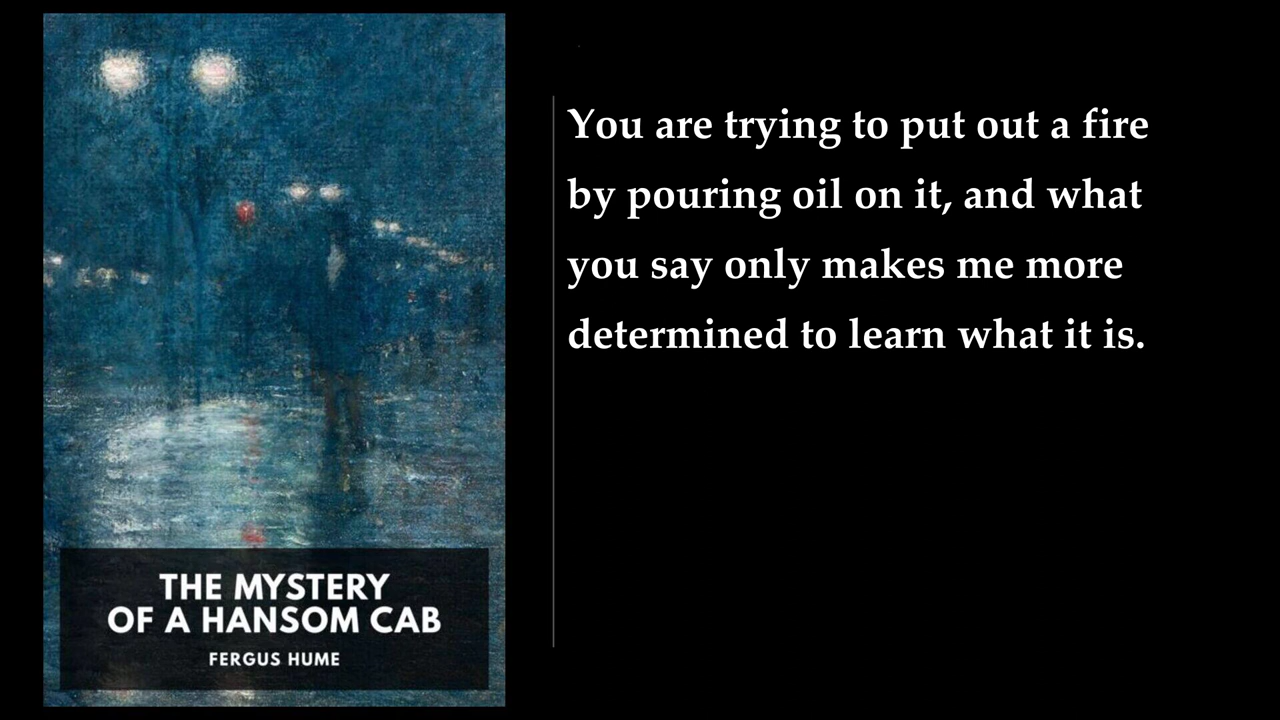 You are trying to put out a fire
by pouring oil on it, and what
you say only makes me more
determined to learn what it is.
THE MYSTERY
OF A HANSOM CAB
FERGUS HUME